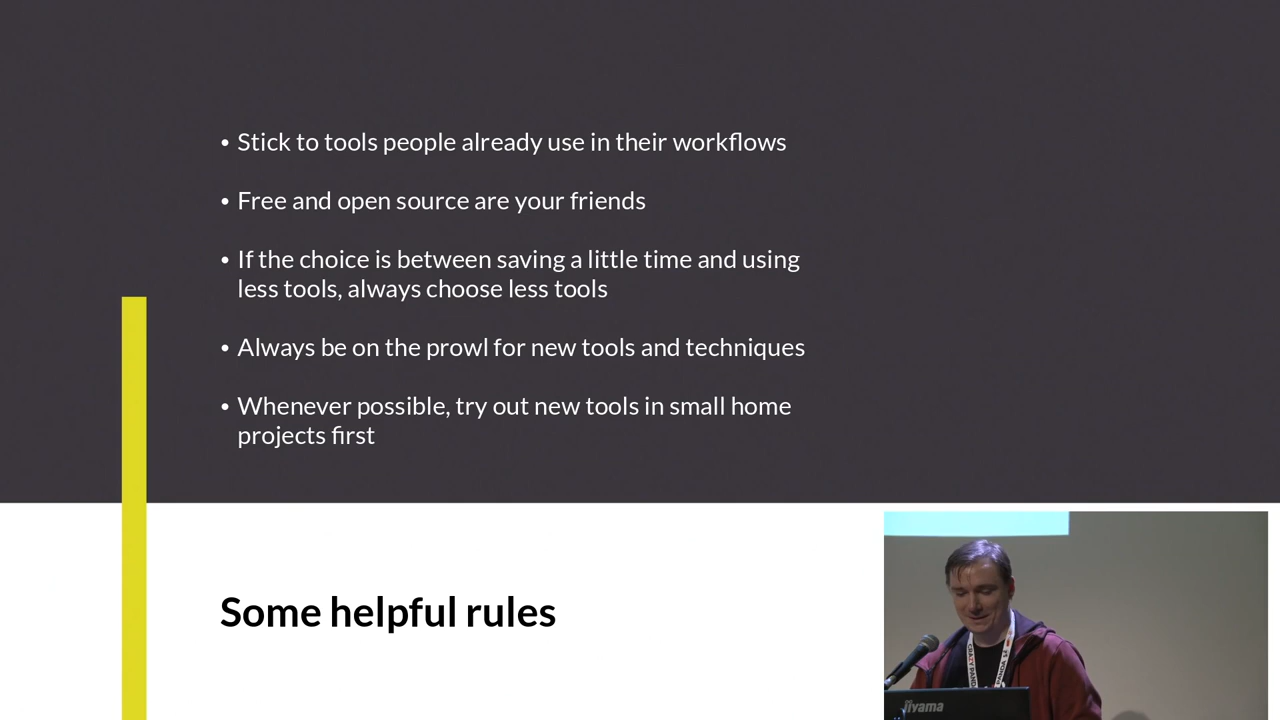 • Stick to tools people already use in their workflows
• Free and open source are your friends
• If the choice is between saving a little time and using
less tools, always choose less tools
• Always be on the prowl for new tools and techniques
• Whenever possible, try out new tools in small home
projects first
Some helpful rules
CRAZY PANDA
PANDA
iiyama